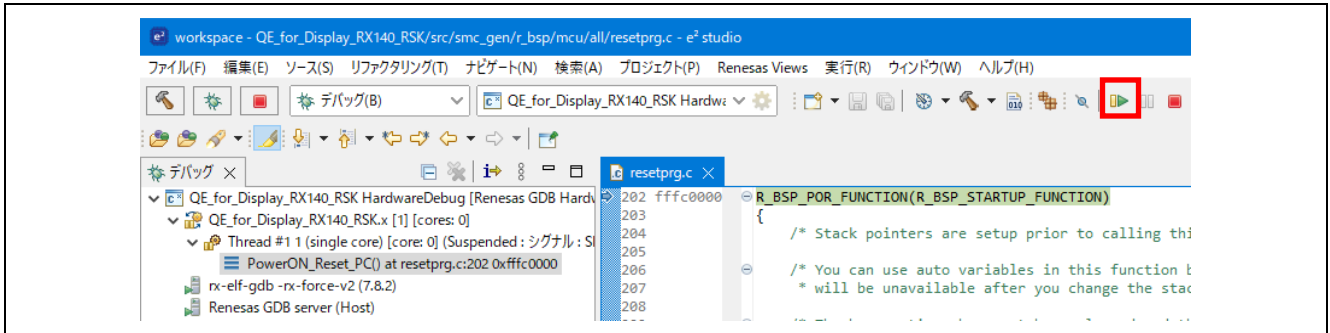 workspace - QE_for_Display_RX140_RSK/src/smc_gen/r_bsp/mcu/all/resetprg.c - e² studio
ファイル(F) 編集(E) ソース(S) リファクタリング(T) ナビゲート(N) 検索(A) プロジェクト(P) Renesas Views 実行(R) ウィンドウ(W) ヘルプ(H)
デバッグ(B) QE_for_Display_RX140_RSK Hardwa
デバッグ
resetprg.c
QE_for_Display_RX140_RSK HardwareDebug [Renesas GDB Hardw
QE_for_Display_RX140_RSK.x [1] [cores: 0]
Thread #1 1 (single core) [core: 0] (Suspended : シグナル : SI
PowerON_Reset_PC() at resetprg.c:202 0xfffc0000
rx-elf-gdb -rx-force-v2 (7.8.2)
Renesas GDB server (Host)
202 fffc0000 R_BSP_POR_FUNCTION(R_BSP_STARTUP_FUNCTION)
203 {
204 /* Stack pointers are setup prior to calling thi
205
206 /* You can use auto variables in this function b
207 * will be unavailable after you change the stac
208